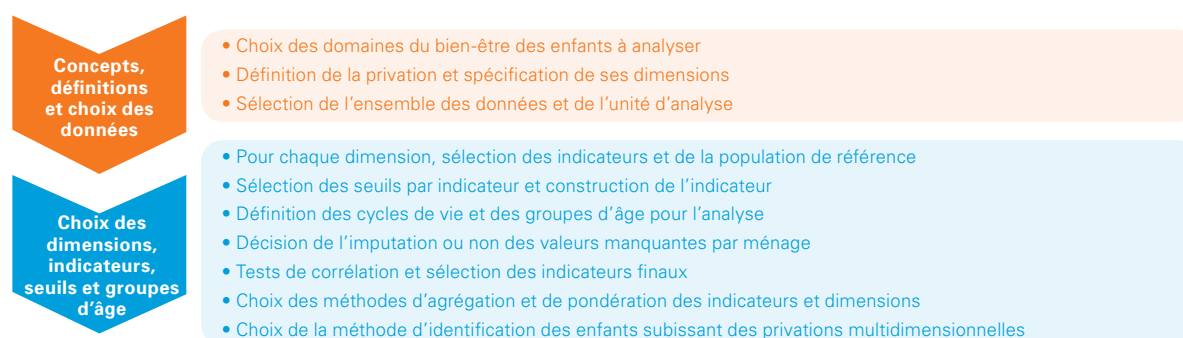 Concepts,
définitions
et choix des
données
• Choix des domaines du bien-être des enfants à analyser
• Définition de la privation et spécification de ses dimensions
• Sélection de l’ensemble des données et de l’unité d’analyse
Choix des
dimensions,
indicateurs,
seuils et groupes
d’âge
• Pour chaque dimension, sélection des indicateurs et de la population de référence
• Sélection des seuils par indicateur et construction de l’indicateur
• Définition des cycles de vie et des groupes d’âge pour l’analyse
• Décision de l’imputation ou non des valeurs manquantes par ménage
• Tests de corrélation et sélection des indicateurs finaux
• Choix des méthodes d’agrégation et de pondération des indicateurs et dimensions
• Choix de la méthode d’identification des enfants subissant des privations multidimensionnelles